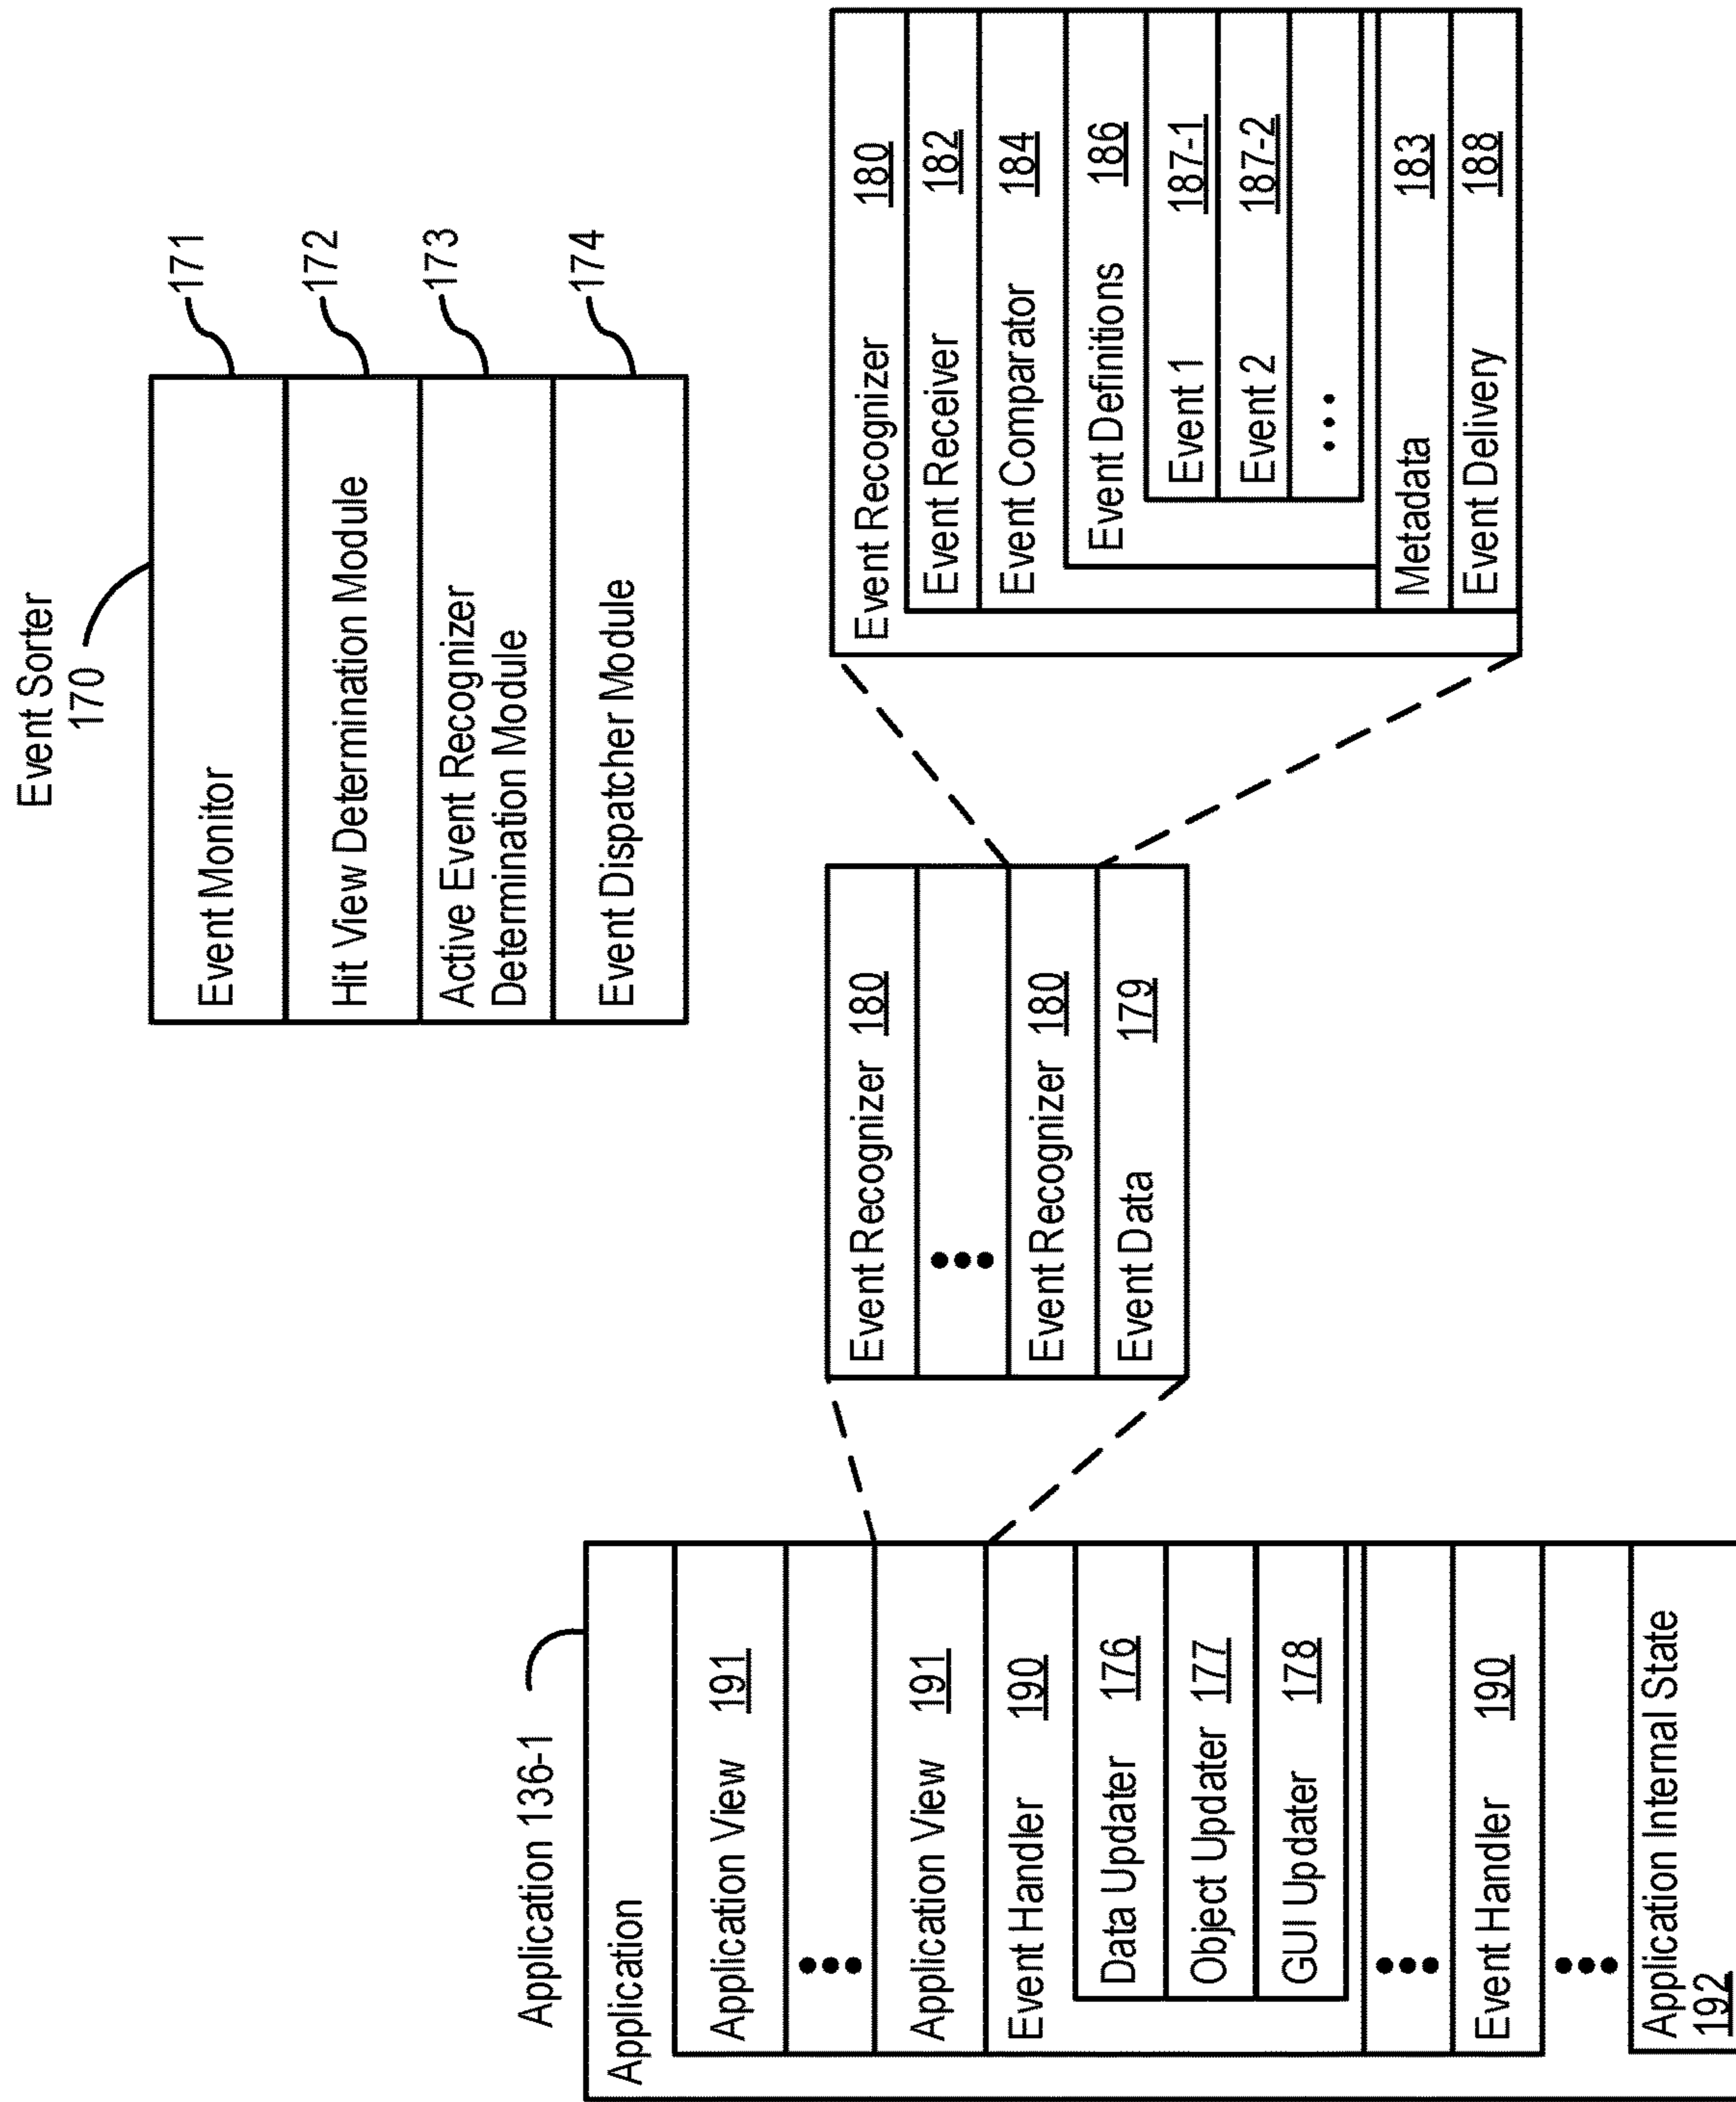 Event Sorter
170
Event Monitor 171
Hit View Determination Module 172
Active Event Recognizer
Determination Module 173
Event Dispatcher Module 174
Application 136-1
Application
Application View 191
•••
Application View 191
Event Handler 190
Data Updater 176
Object Updater 177
GUI Updater 178
•••
Event Handler 190
•••
Application Internal State
192
Event Recognizer 180
•••
Event Recognizer 180
Event Data 179
Event Recognizer 180
Event Receiver 182
Event Comparator 184
Event Definitions 186
Event 1 187-1
Event 2 187-2
•••
Metadata 183
Event Delivery 188